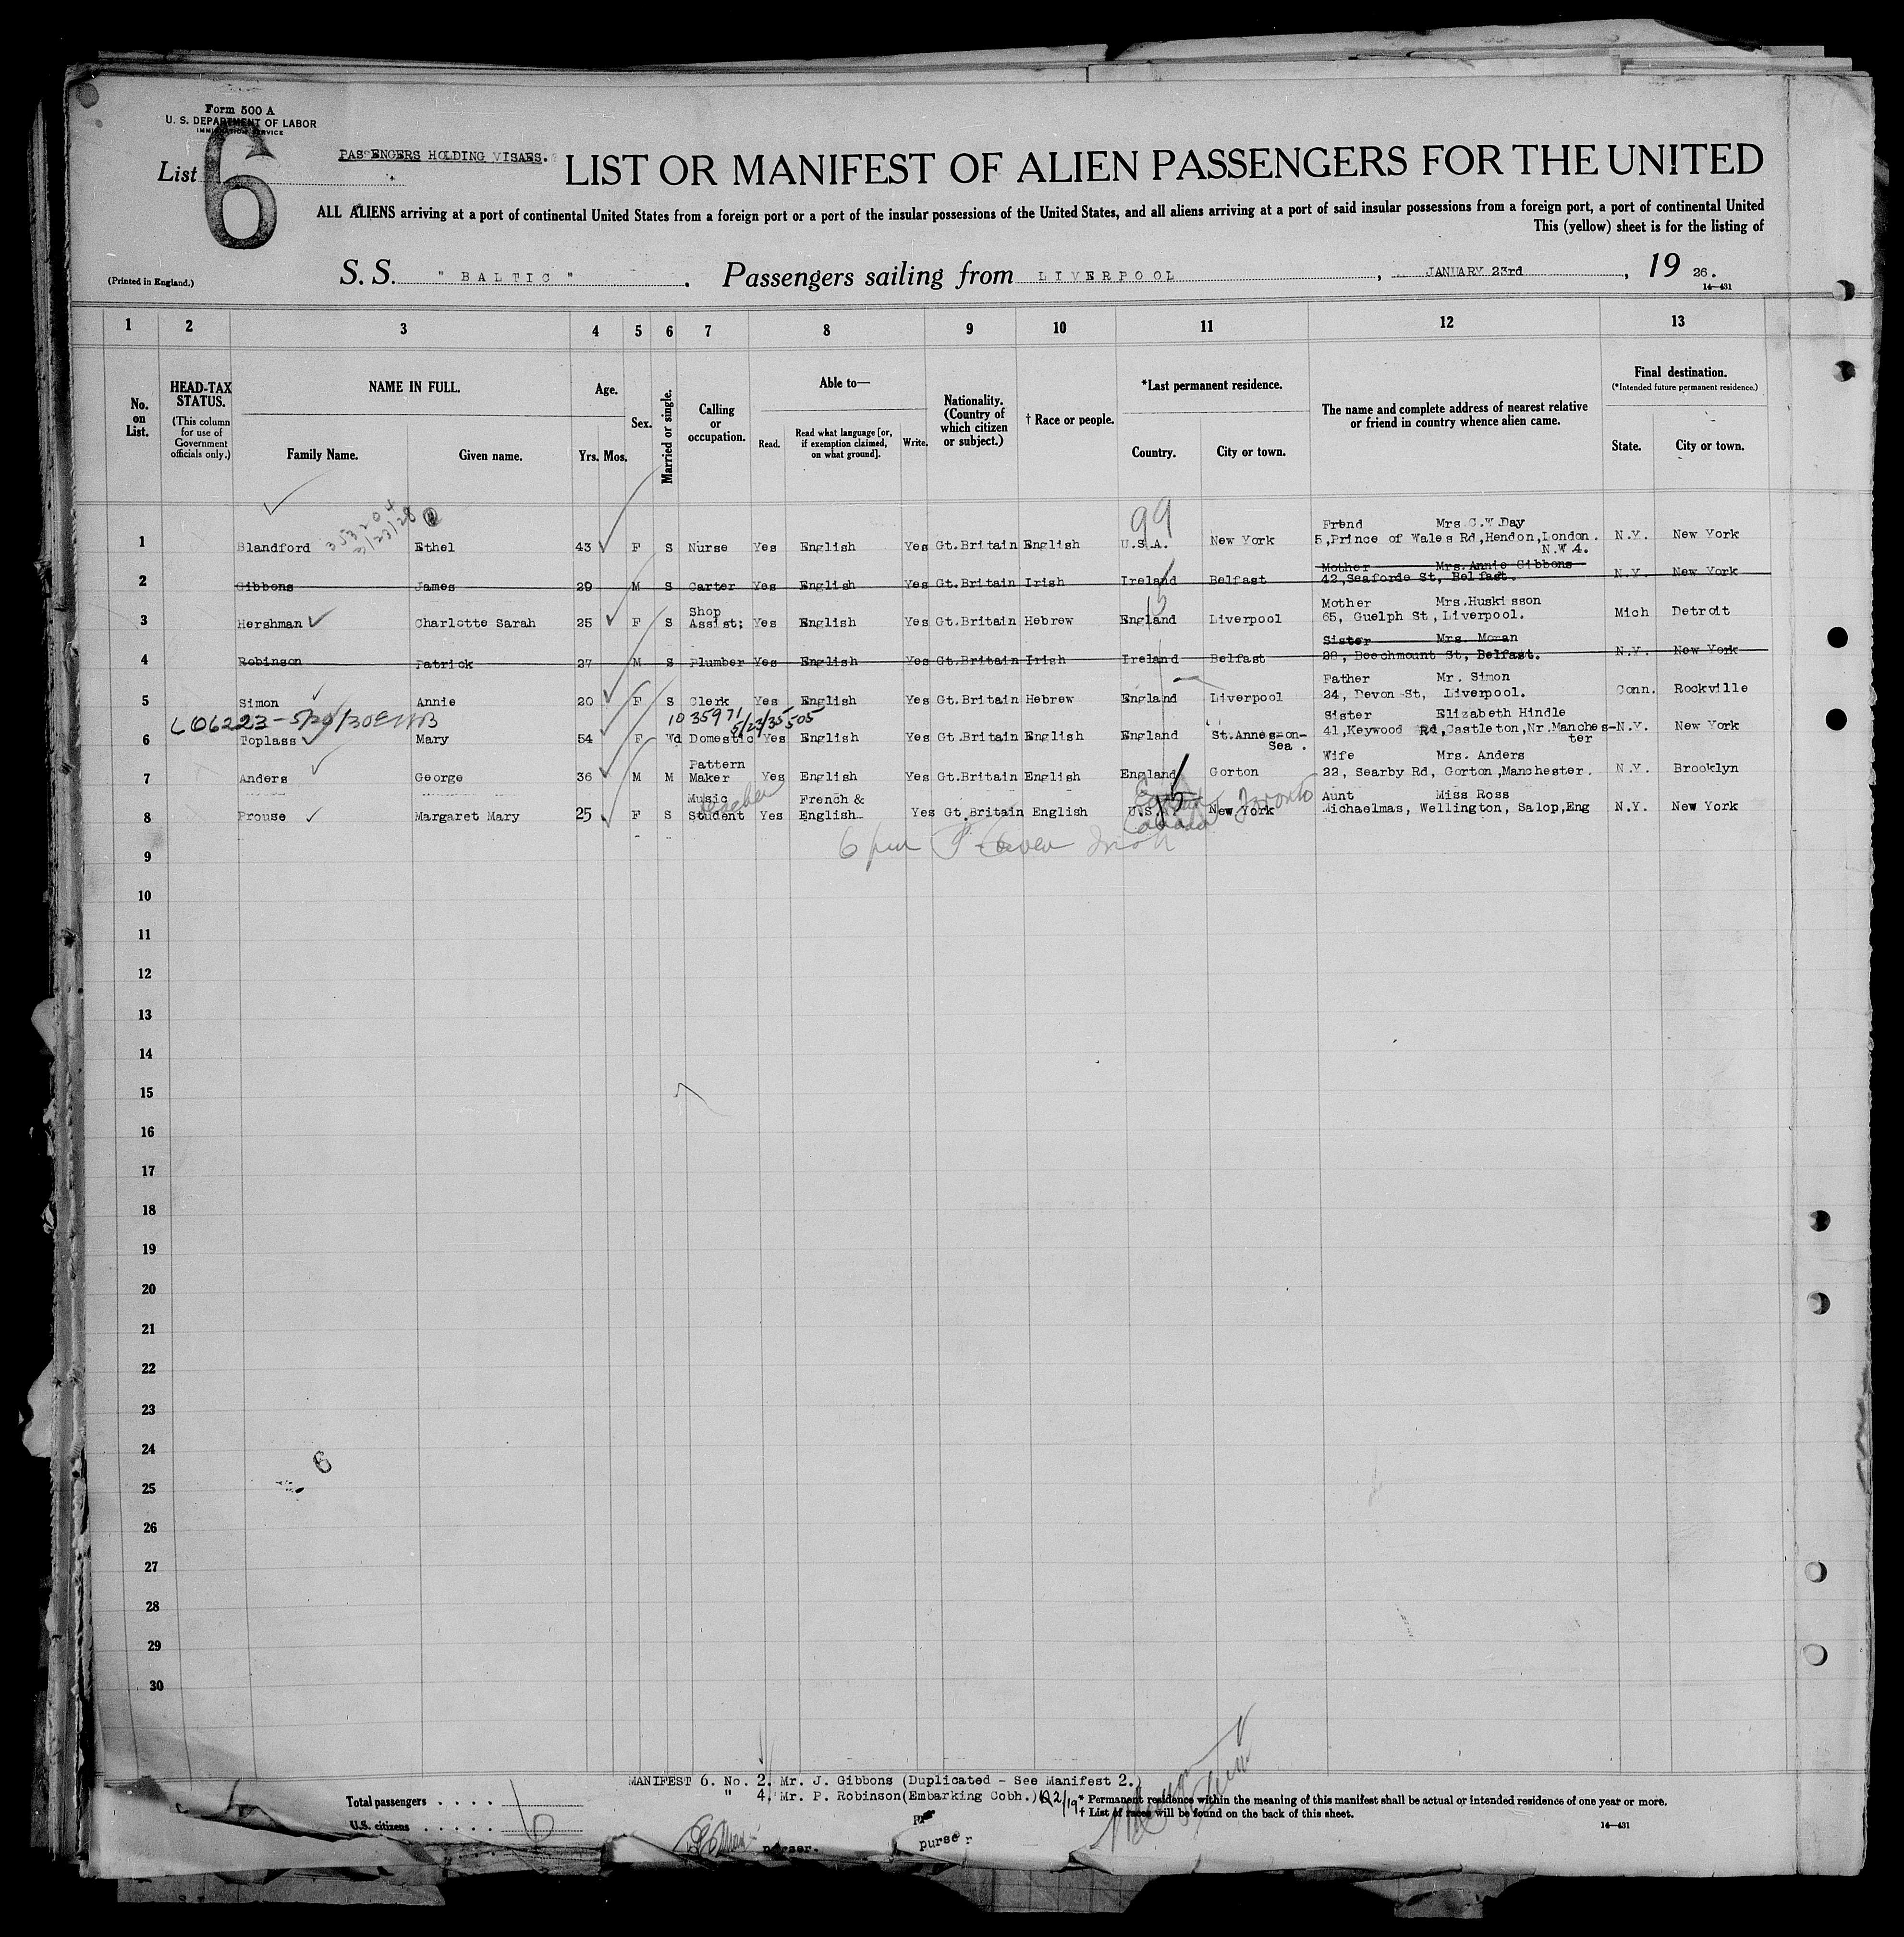 Form 500 A
U. S. DEPARTMENT OF LABOR
IMMIGRATION SERVICE
List 6
PASSENGERS HOLDING VISAES.
LIST OR MANIFEST OF ALIEN PASSENGERS FOR THE UNITED
ALL ALIENS arriving at a port of continental United States from a foreign port or a port of the insular possessions of the United States, and all aliens arriving at a port of said insular possessions from a foreign port, a port of continental United
This (yellow) sheet is for the listing of
(Printed in England.)
S. S. "BALTIC". Passengers sailing from LIVERPOOL, JANUARY 23rd, 19 26.
14—431
1 2 3 4 5 6 7 8 9 10 11 12 13
No. on List.
HEAD-TAX STATUS.
(This column for use of Government officials only.)
NAME IN FULL.
Family Name. Given name.
Age.
Yrs. Mos.
Sex.
Married or single.
Calling or occupation.
Able to—
Read. Read what language [or, if exemption claimed, on what ground]. Write.
Nationality. (Country of which citizen or subject.)
† Race or people.
*Last permanent residence.
Country. City or town.
The name and complete address of nearest relative or friend in country whence alien came.
Final destination.
(*Intended future permanent residence.)
State. City or town.
353204
3/23/28
99
Frend Mrs.C.W.Day
1 Blandford Ethel 43 F S Nurse Yes English Yes Gt.Britain English U.S.A. New York 5,Prince of Wales Rd,Hendon,London. N.Y. New York
N.W.4.
Mother Mrs.Annie Gibbons
2 Gibbons James 29 M S Carter Yes English Yes Gt.Britain Irish Ireland Belfast 42,Seaforde St, Belfast. N.Y. New York
Shop Mother Mrs.Huskisson
3 Hershman Charlotte Sarah 25 F S Assist; Yes English Yes Gt.Britain Hebrew England Liverpool 65, Guelph St,Liverpool. Mich Detroit
Sister Mrs. Moran
4 Robinson Patrick 27 M S Plumber Yes English Yes Gt.Britain Irish Ireland Belfast 28, Beechmount St, Belfast. N.Y. New York
Father Mr. Simon
5 Simon Annie 20 F S Clerk Yes English Yes Gt.Britain Hebrew England Liverpool 24, Devon St, Liverpool. Conn. Rockville
10 35971
5/23/35 505
Sister Elizabeth Hindle
6 Toplass Mary 54 F Wd Domestic Yes English Yes Gt.Britain English England St.Annes-on- 41,Keywood Rd,Castleton,Nr.Manches- N.Y. New York
Sea. ter
Pattern Wife Mrs. Anders
7 Anders George 36 M M Maker Yes English Yes Gt.Britain English England Gorton 22, Searby Rd, Gorton,Manchester. N.Y. Brooklyn
Music Teacher French & Toronto Aunt Miss Ross
8 Prouse Margaret Mary 25 F S Student Yes English Yes Gt.Britain English U.S.A. New York Michaelmas, Wellington, Salop,Eng N.Y. New York
Canada
9
10
11
12
13
14
15
16
17
18
19
20
21
22
23
24
6
25
26
27
28
29
30
MANIFEST 6. No. 2. Mr. J. Gibbons (Duplicated - See Manifest 2.)
" 4. Mr. P. Robinson(Embarking Cobh.)
Total passengers . . . .
U.S. citizens . . . . .
6
* Permanent residence within the meaning of this manifest shall be actual or intended residence of one year or more.
† List of races will be found on the back of this sheet.
14—431
purser.
purser